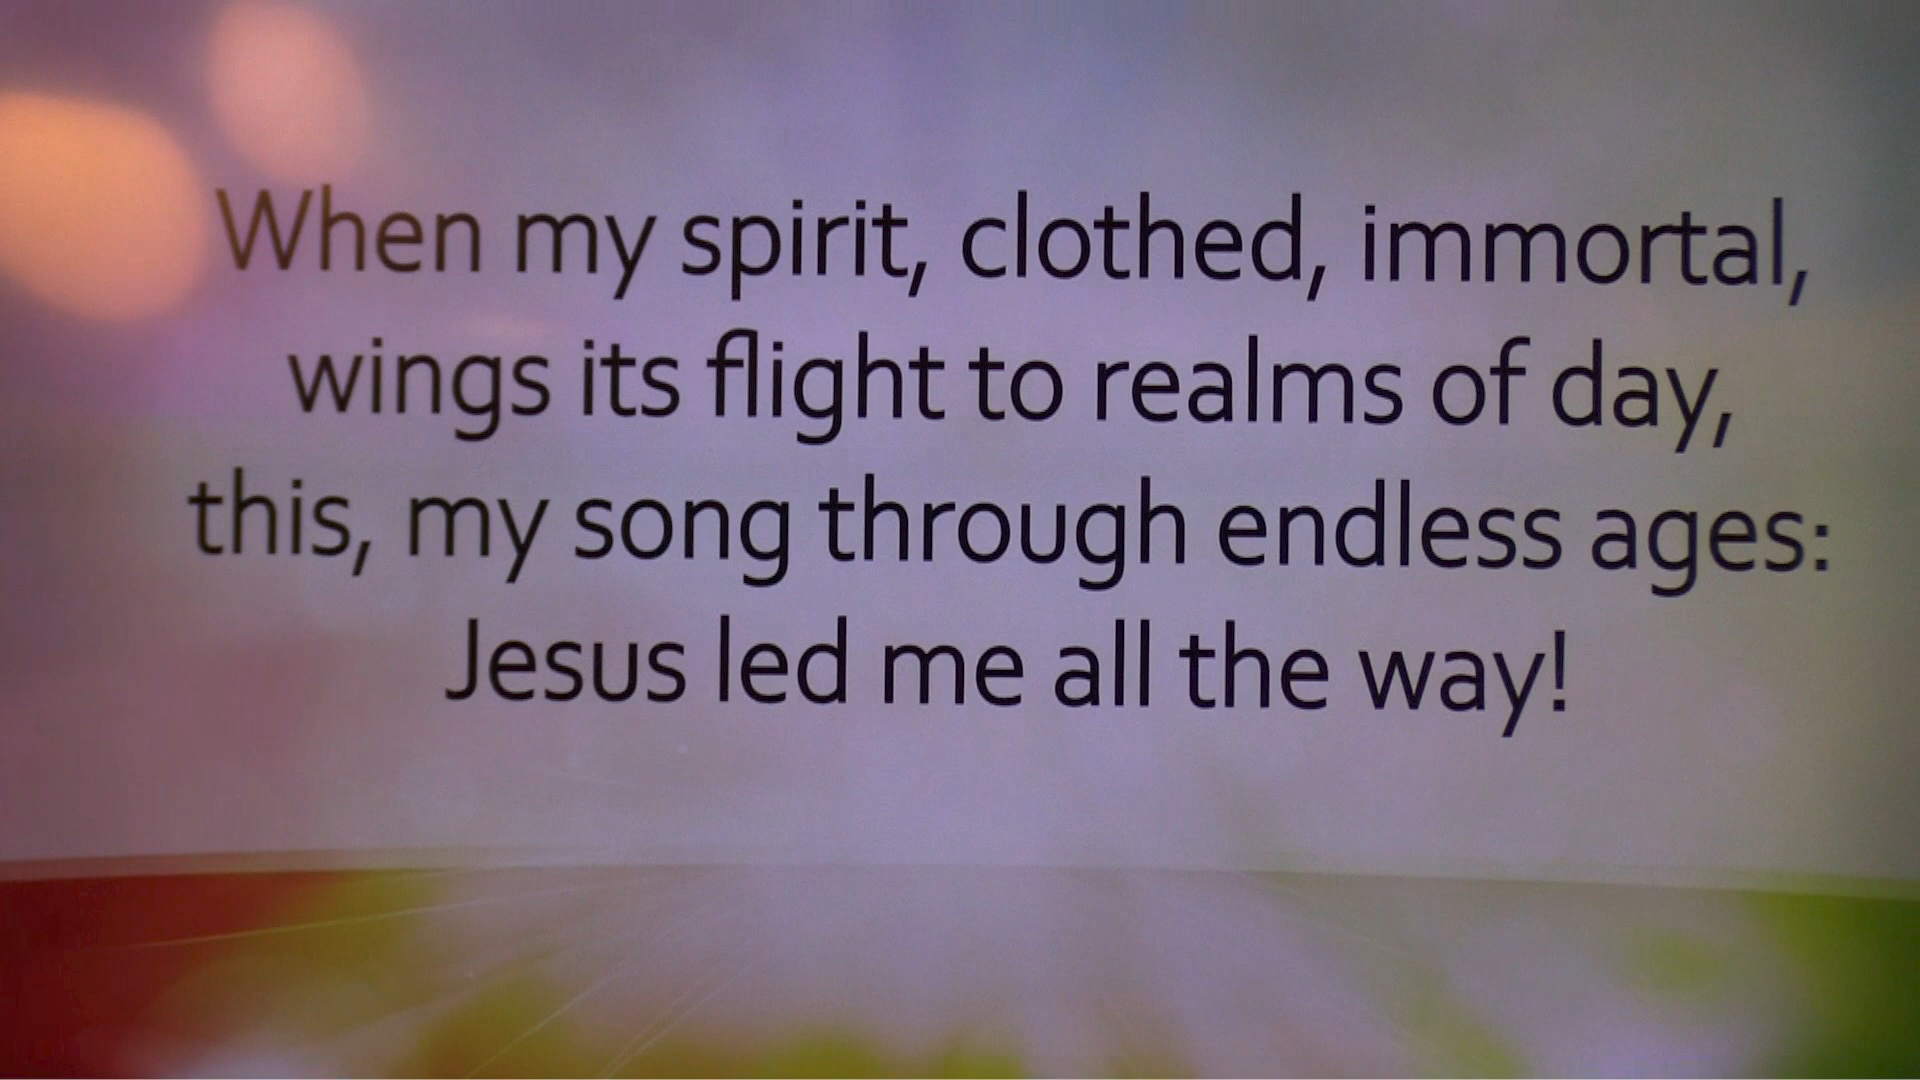 When my spirit, clothed, immortal,
wings its flight to realms of day,
this, my song through endless ages:
Jesus led me all the way!